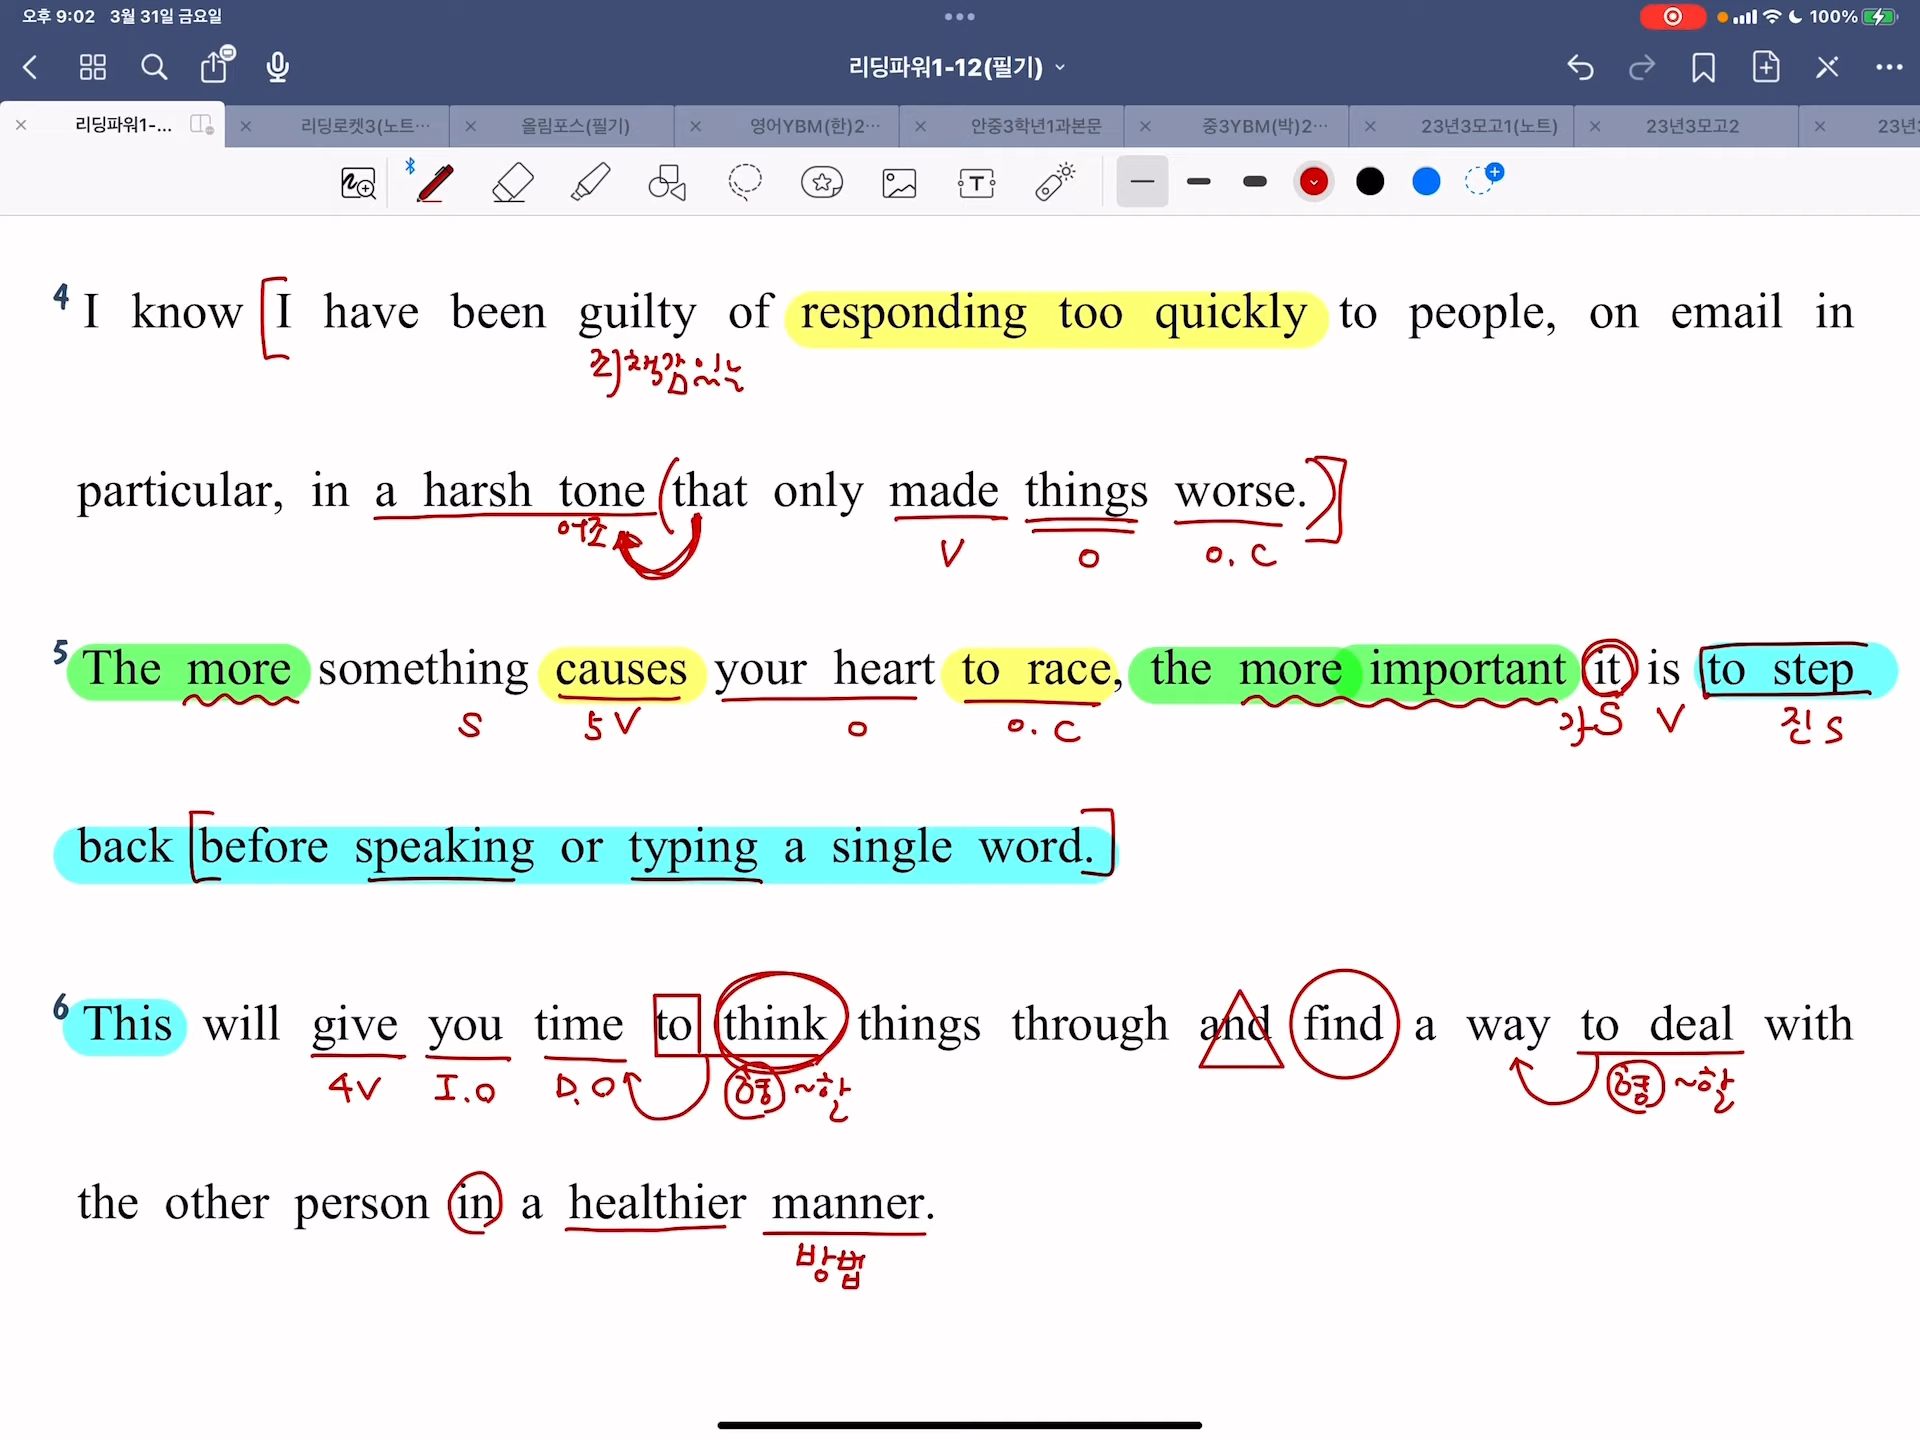 오후 9:02 3월 31일 금요일 100%
리딩파워1-12(필기)
리딩파워1-... 리딩로켓3(노트··· 올림포스(필기) 영어YBM(한)2··· 안중3학년1과본문 중3YBM(박)2··· 23년3모고1(노트) 23년3모고2 23년
4 I know [I have been guilty of responding too quickly to people, on email in
죄책감 있는
particular, in a harsh tone (that only made things worse.)]
어조 V O O.C
5 The more something causes your heart to race, the more important it is to step
S 5V O O.C 가S V 진S
back [before speaking or typing a single word.]
6 This will give you time to think things through and find a way to deal with
4V I.O D.O 형 ~할 형 ~할
the other person in a healthier manner.
방법